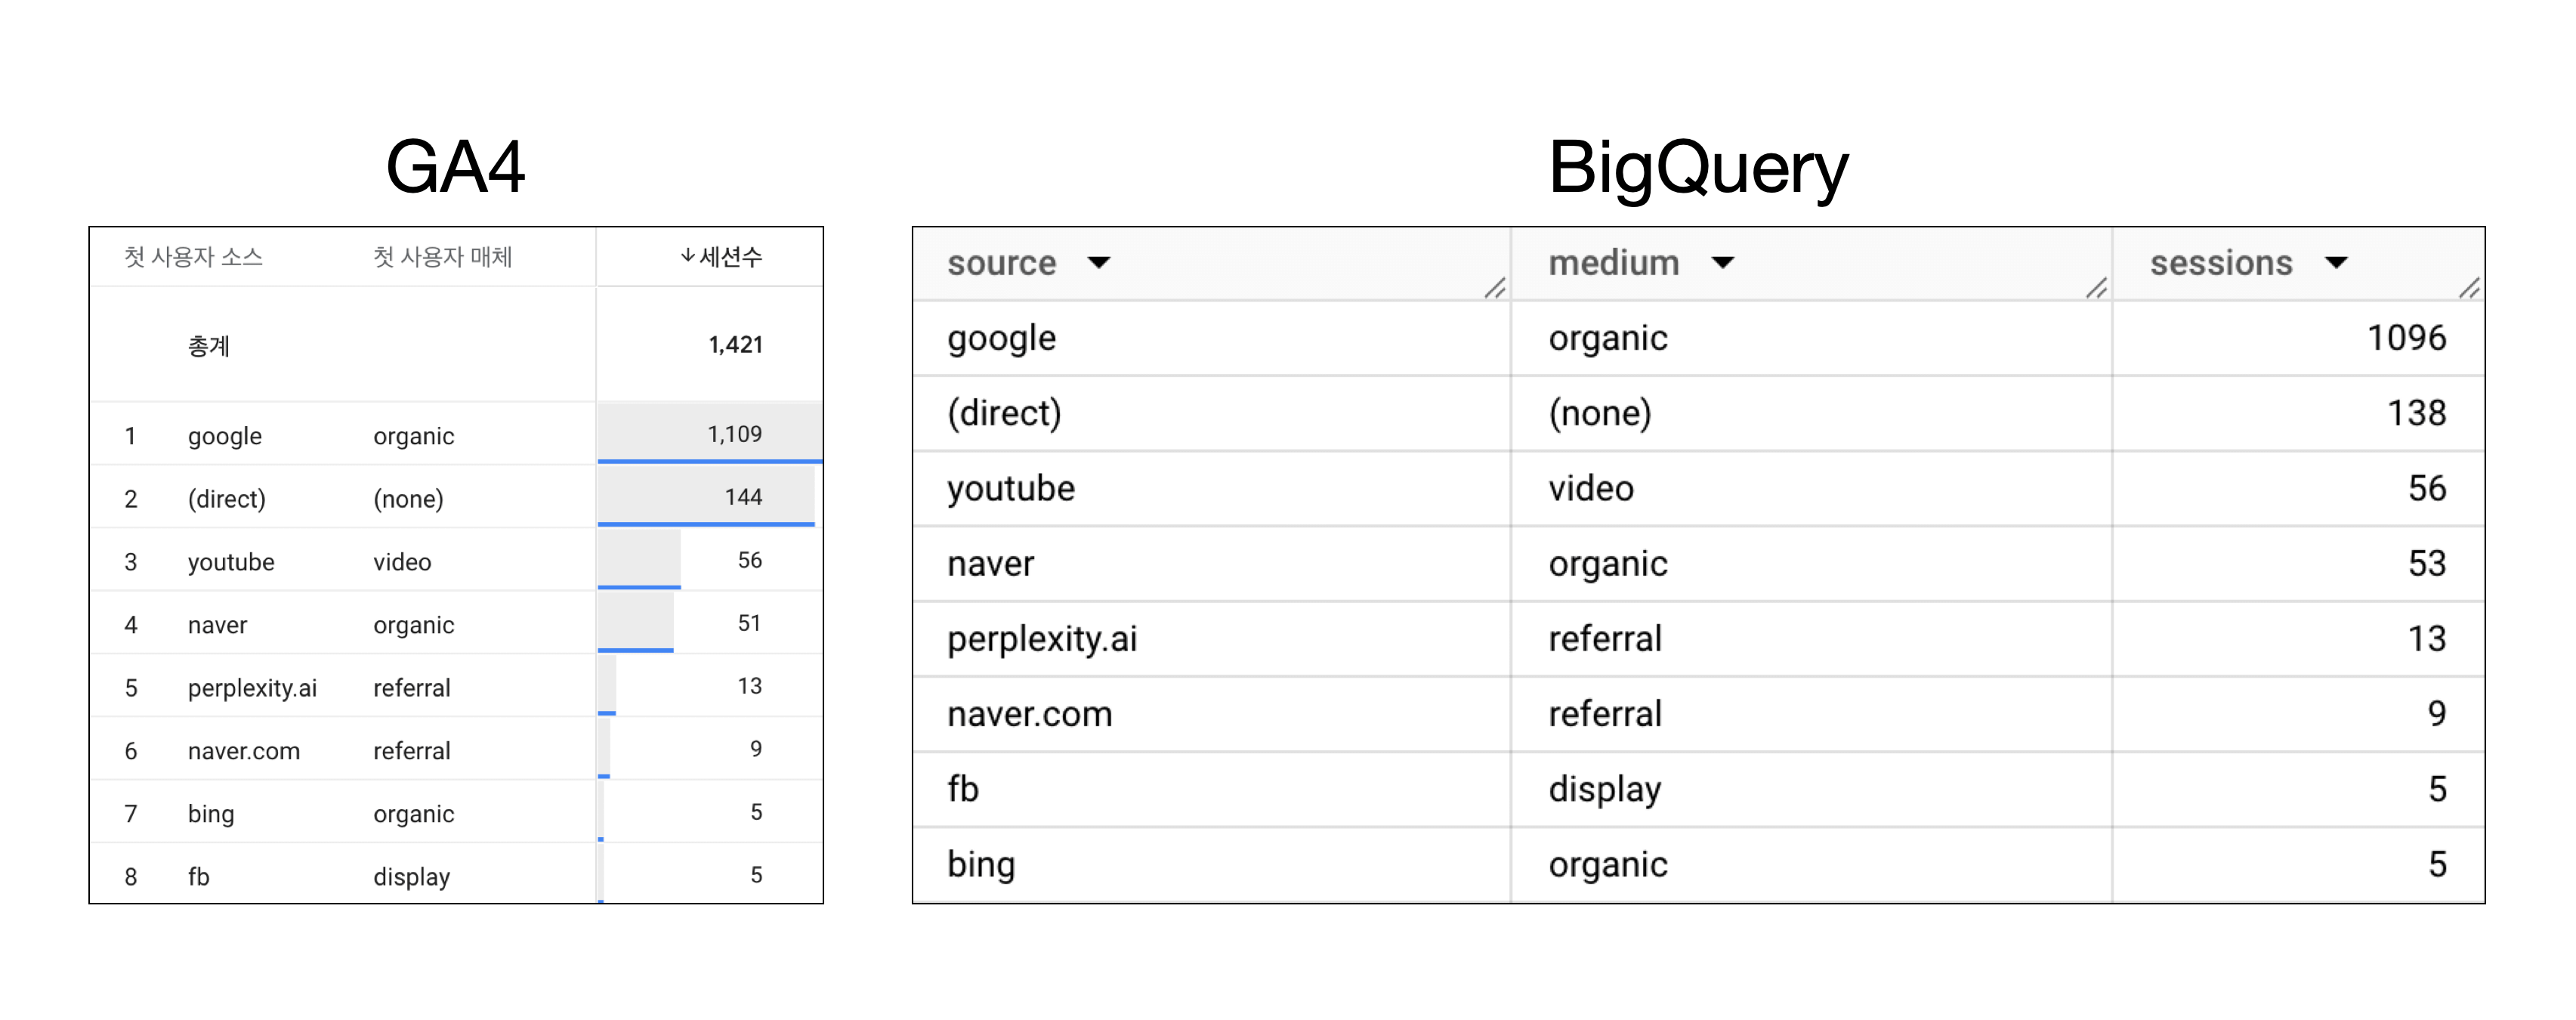 GA4
첫 사용자 소스 첫 사용자 매체 ↓세션수
총계 1,421
1 google organic 1,109
2 (direct) (none) 144
3 youtube video 56
4 naver organic 51
5 perplexity.ai referral 13
6 naver.com referral 9
7 bing organic 5
8 fb display 5
BigQuery
source medium sessions
google organic 1096
(direct) (none) 138
youtube video 56
naver organic 53
perplexity.ai referral 13
naver.com referral 9
fb display 5
bing organic 5